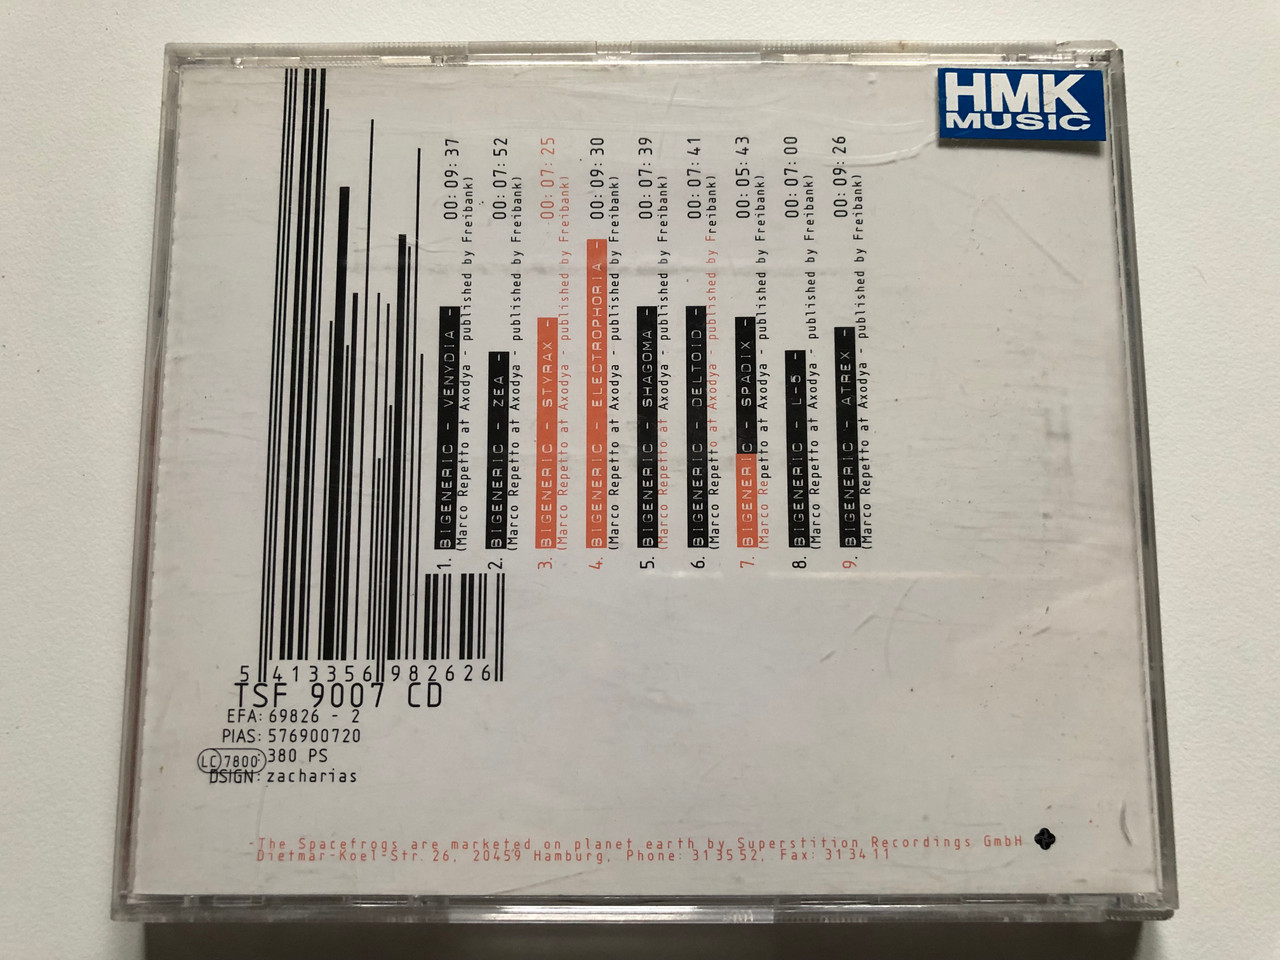 HMK
MUSIC
1. BIGENERIC - VENYDIA - 00:09:37
(Marco Repetto at Axodya - published by Freibank)
2. BIGENERIC - ZEA - 00:07:52
(Marco Repetto at Axodya - published by Freibank)
3. BIGENERIC - STYRAX - 00:07:25
(Marco Repetto at Axodya - published by Freibank)
4. BIGENERIC - ELECTROPHORIA - 00:09:30
(Marco Repetto at Axodya - published by Freibank)
5. BIGENERIC - SHAGOMA - 00:07:39
(Marco Repetto at Axodya - published by Freibank)
6. BIGENERIC - DELTOID - 00:07:41
(Marco Repetto at Axodya - published by Freibank)
7. BIGENERIC - SPADIX - 00:05:43
(Marco Repetto at Axodya - published by Freibank)
8. BIGENERIC - L-5 - 00:07:00
(Marco Repetto at Axodya - published by Freibank)
9. BIGENERIC - ATREX - 00:09:26
(Marco Repetto at Axodya - published by Freibank)
5 413356 982626
TSF 9007 CD
EFA: 69826 - 2
PIAS: 576900720
LC 7800 : 380 PS
DSIGN: zacharias
-The Spacefrogs are marketed on planet earth by Superstition Recordings GmbH
Dietmar-Koel-Str. 26, 20459 Hamburg, Phone: 313552, Fax: 313411